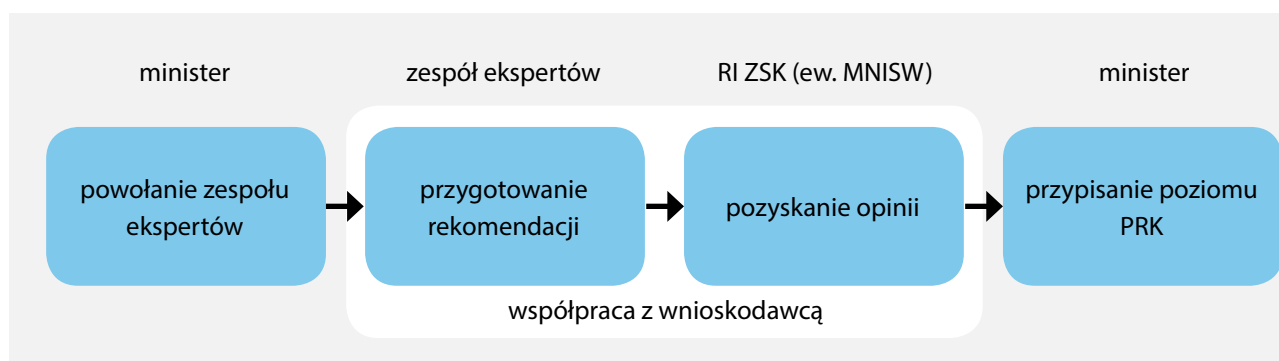 minister
zespół ekspertów
RI ZSK (ew. MNISW)
minister
powołanie zespołu
ekspertów
przygotowanie
rekomendacji
pozyskanie opinii
przypisanie poziomu
PRK
współpraca z wnioskodawcą